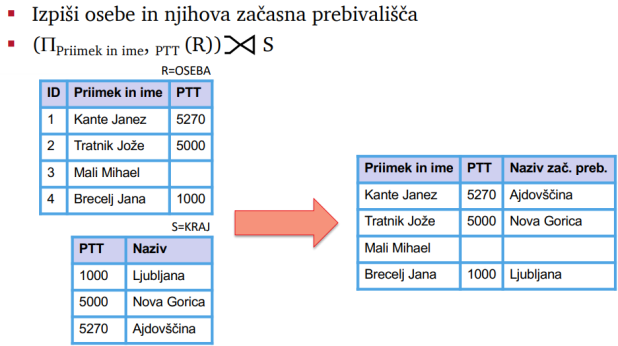 Izpiši osebe in njihova začasna prebivališča
(Π Priimek in ime, PTT (R))⟕ S
R=OSEBA
ID Priimek in ime PTT
1 Kante Janez 5270
2 Tratnik Jože 5000
3 Mali Mihael
4 Brecelj Jana 1000
S=KRAJ
PTT Naziv
1000 Ljubljana
5000 Nova Gorica
5270 Ajdovščina
Priimek in ime PTT Naziv zač. preb.
Kante Janez 5270 Ajdovščina
Tratnik Jože 5000 Nova Gorica
Mali Mihael
Brecelj Jana 1000 Ljubljana